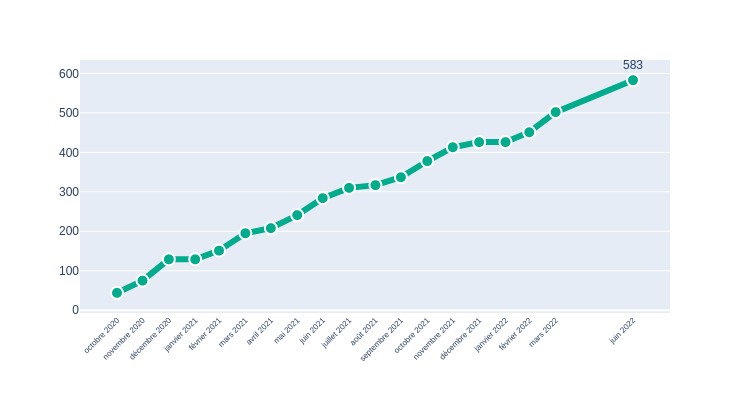 583
600
500
400
300
200
100
0
octobre 2020
novembre 2020
décembre 2020
janvier 2021
février 2021
mars 2021
avril 2021
mai 2021
juin 2021
juillet 2021
août 2021
septembre 2021
octobre 2021
novembre 2021
décembre 2021
janvier 2022
février 2022
mars 2022
juin 2022